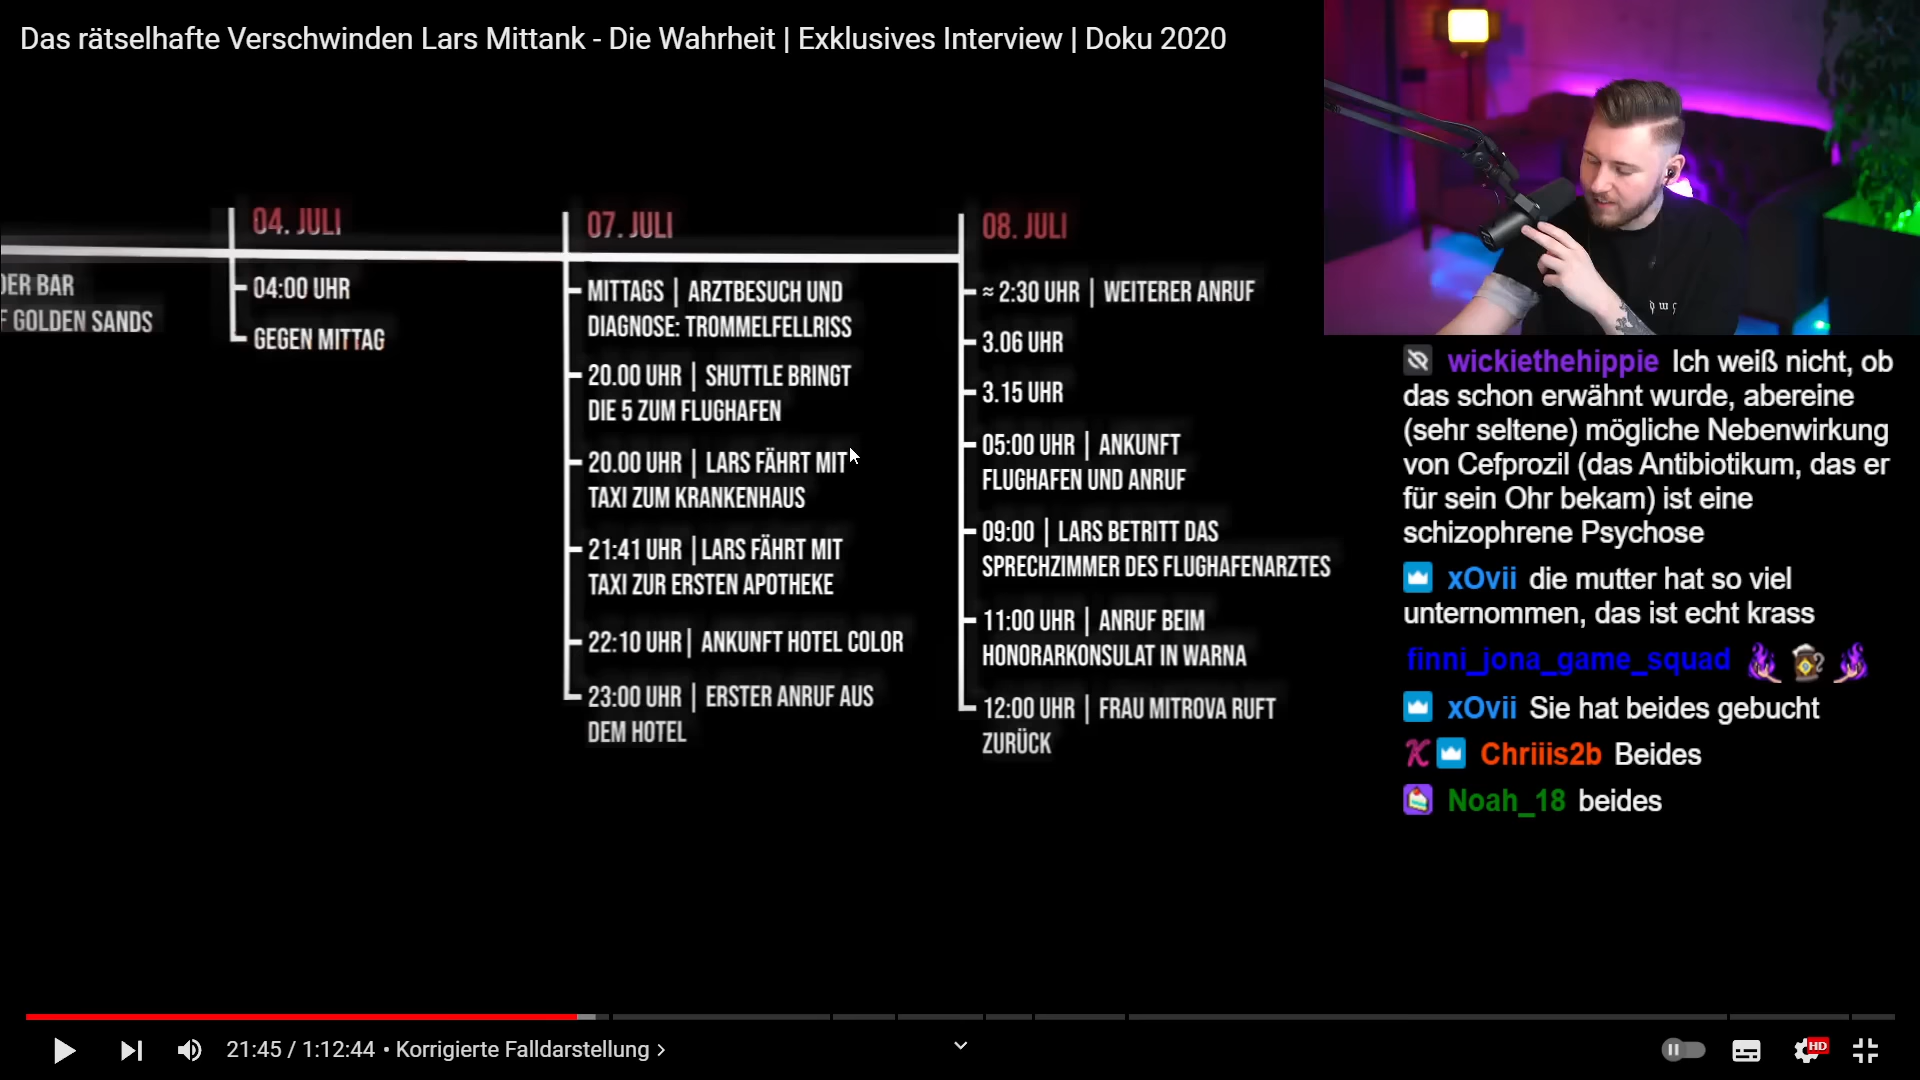 Das rätselhafte Verschwinden Lars Mittank - Die Wahrheit | Exklusives Interview | Doku 2020
DER BAR
F GOLDEN SANDS
04. JULI
04:00 UHR
GEGEN MITTAG
07. JULI
MITTAGS | ARZTBESUCH UND
DIAGNOSE: TROMMELFELLRISS
20.00 UHR | SHUTTLE BRINGT
DIE 5 ZUM FLUGHAFEN
20.00 UHR | LARS FÄHRT MIT
TAXI ZUM KRANKENHAUS
21:41 UHR | LARS FÄHRT MIT
TAXI ZUR ERSTEN APOTHEKE
22:10 UHR | ANKUNFT HOTEL COLOR
23:00 UHR | ERSTER ANRUF AUS
DEM HOTEL
08. JULI
≈ 2:30 UHR | WEITERER ANRUF
3.06 UHR
3.15 UHR
05:00 UHR | ANKUNFT
FLUGHAFEN UND ANRUF
09:00 | LARS BETRITT DAS
SPRECHZIMMER DES FLUGHAFENARZTES
11:00 UHR | ANRUF BEIM
HONORARKONSULAT IN WARNA
12:00 UHR | FRAU MITROVA RUFT
ZURÜCK
wickiethehippie Ich weiß nicht, ob
das schon erwähnt wurde, abereine
(sehr seltene) mögliche Nebenwirkung
von Cefprozil (das Antibiotikum, das er
für sein Ohr bekam) ist eine
schizophrene Psychose
xOvii die mutter hat so viel
unternommen, das ist echt krass
finni_jona_game_squad
xOvii Sie hat beides gebucht
Chriiis2b Beides
Noah_18 beides
21:45 / 1:12:44 • Korrigierte Falldarstellung >
HD